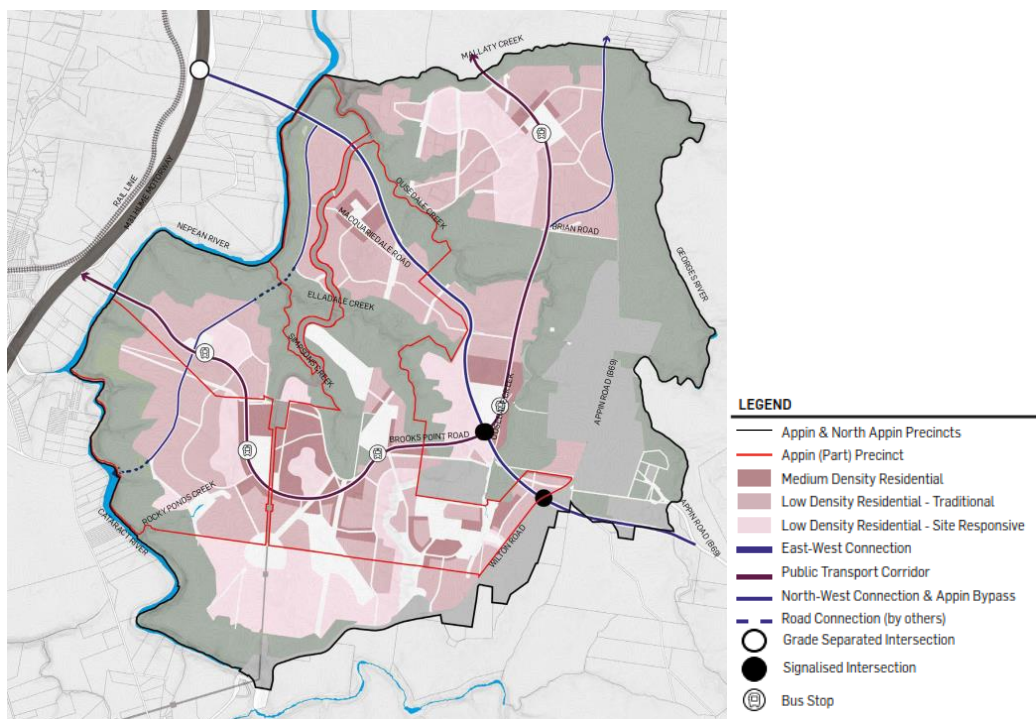 MALLATY CREEK
RAIL LINE
M31 HUME MOTORWAY
OUSEDALE CREEK
MACQUARIEDALE ROAD
NEPEAN RIVER
BRIAN ROAD
GEORGES RIVER
ELLADALE CREEK
SIMPSONS CREEK
APPIN ROAD (B69)
BROOKS POINT ROAD
ROCKY PONDS CREEK
CATARACT RIVER
WILTON ROAD
APPIN ROAD (B69)
LEGEND
Appin & North Appin Precincts
Appin (Part) Precinct
Medium Density Residential
Low Density Residential - Traditional
Low Density Residential - Site Responsive
East-West Connection
Public Transport Corridor
North-West Connection & Appin Bypass
Road Connection (by others)
Grade Separated Intersection
Signalised Intersection
Bus Stop